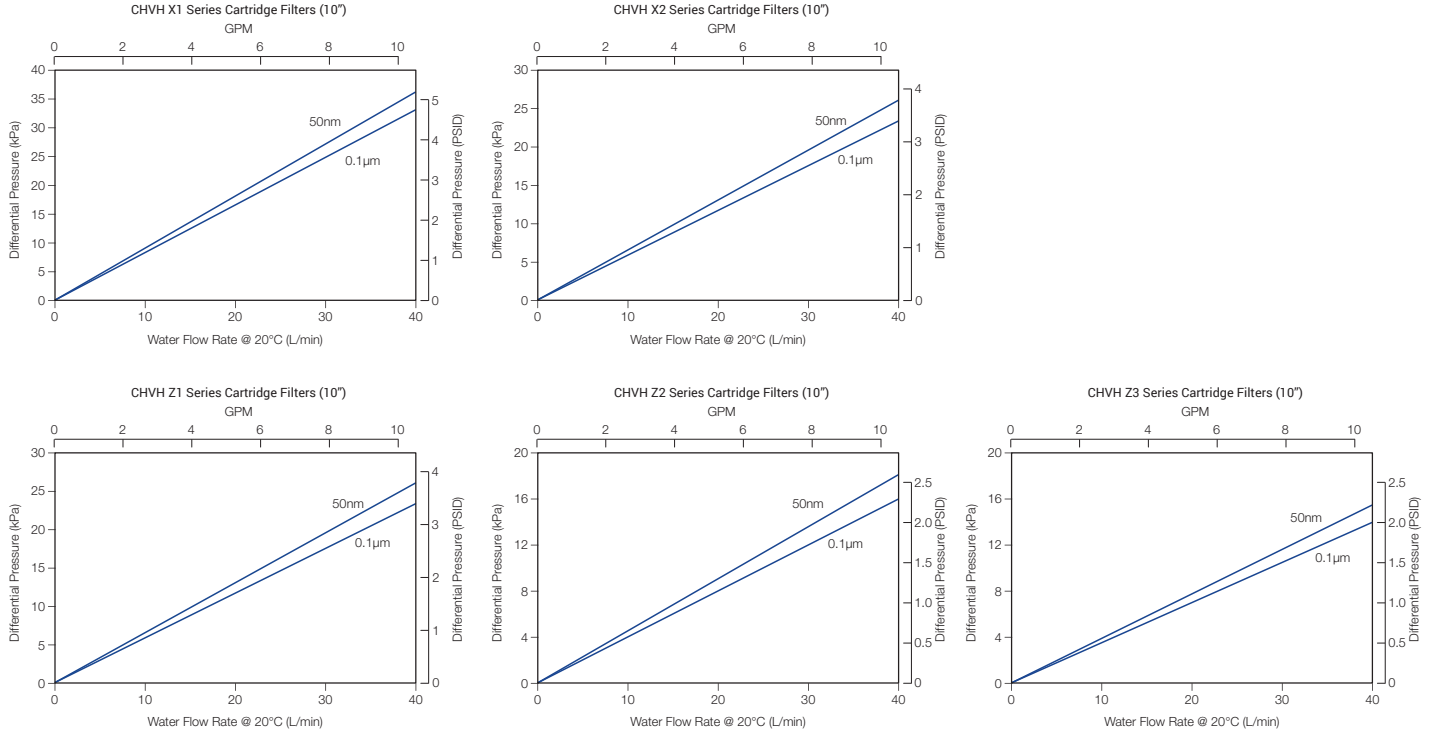 CHVH X1 Series Cartridge Filters (10”)
GPM
0 2 4 6 8 10
40
35
30
25
20
15
10
5
0
Differential Pressure (kPa)
50nm
0.1µm
5
4
3
2
1
0
Differential Pressure (PSID)
0 10 20 30 40
Water Flow Rate @ 20°C (L/min)
CHVH X2 Series Cartridge Filters (10”)
GPM
0 2 4 6 8 10
30
25
20
15
10
5
0
Differential Pressure (kPa)
50nm
0.1µm
4
3
2
1
0
Differential Pressure (PSID)
0 10 20 30 40
Water Flow Rate @ 20°C (L/min)
CHVH Z1 Series Cartridge Filters (10”)
GPM
0 2 4 6 8 10
30
25
20
15
10
5
0
Differential Pressure (kPa)
50nm
0.1µm
4
3
2
1
0
Differential Pressure (PSID)
0 10 20 30 40
Water Flow Rate @ 20°C (L/min)
CHVH Z2 Series Cartridge Filters (10”)
GPM
0 2 4 6 8 10
20
16
12
8
4
0
Differential Pressure (kPa)
50nm
0.1µm
2.5
2.0
1.5
1.0
0.5
0
Differential Pressure (PSID)
0 10 20 30 40
Water Flow Rate @ 20°C (L/min)
CHVH Z3 Series Cartridge Filters (10”)
GPM
0 2 4 6 8 10
20
16
12
8
4
0
Differential Pressure (kPa)
50nm
0.1µm
2.5
2.0
1.5
1.0
0.5
0
Differential Pressure (PSID)
0 10 20 30 40
Water Flow Rate @ 20°C (L/min)